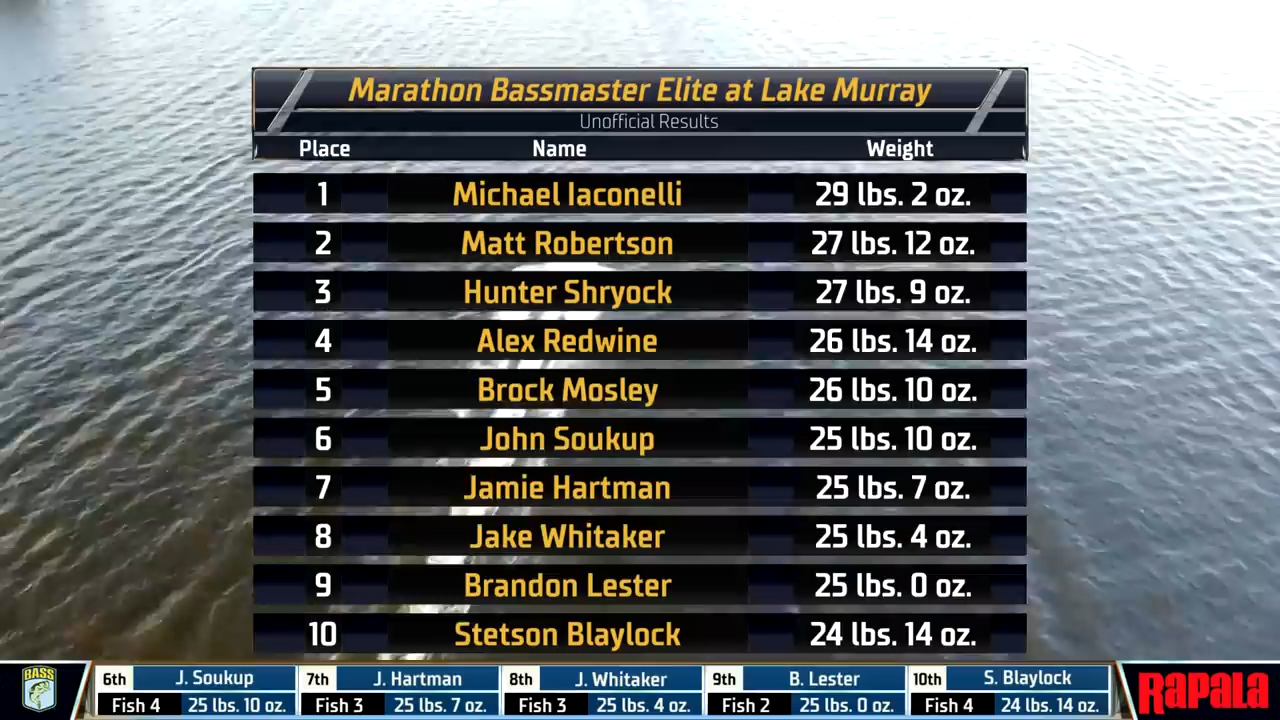 Marathon Bassmaster Elite at Lake Murray
Unofficial Results
Place Name Weight
1 Michael Iaconelli 29 lbs. 2 oz.
2 Matt Robertson 27 lbs. 12 oz.
3 Hunter Shryock 27 lbs. 9 oz.
4 Alex Redwine 26 lbs. 14 oz.
5 Brock Mosley 26 lbs. 10 oz.
6 John Soukup 25 lbs. 10 oz.
7 Jamie Hartman 25 lbs. 7 oz.
8 Jake Whitaker 25 lbs. 4 oz.
9 Brandon Lester 25 lbs. 0 oz.
10 Stetson Blaylock 24 lbs. 14 oz.
BASS
6th J. Soukup 7th J. Hartman 8th J. Whitaker 9th B. Lester 10th S. Blaylock
Fish 4 25 lbs. 10 oz. Fish 3 25 lbs. 7 oz. Fish 3 25 lbs. 4 oz. Fish 2 25 lbs. 0 oz. Fish 4 24 lbs. 14 oz.
Rapala